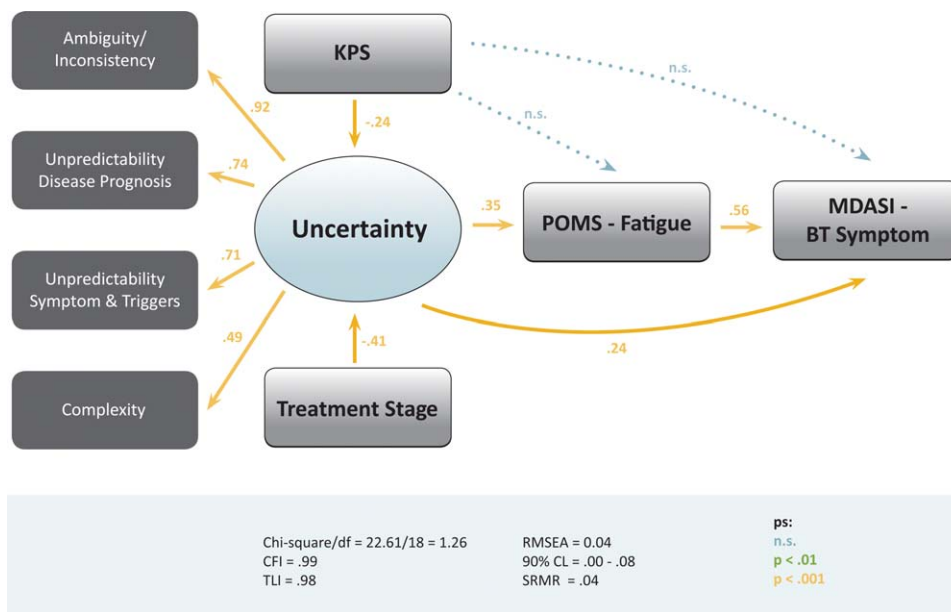 Ambiguity/
Inconsistency
KPS
n.s.
.92
-.24
n.s.
Unpredictability
Disease Prognosis
.74
Uncertainty
.35
POMS - Fatigue
.56
MDASI -
BT Symptom
Unpredictability
Symptom & Triggers
.71
.49
-.41
.24
Complexity
Treatment Stage
Chi-square/df = 22.61/18 = 1.26
CFI = .99
TLI = .98
RMSEA = 0.04
90% CL = .00 - .08
SRMR = .04
ps:
n.s.
p < .01
p < .001